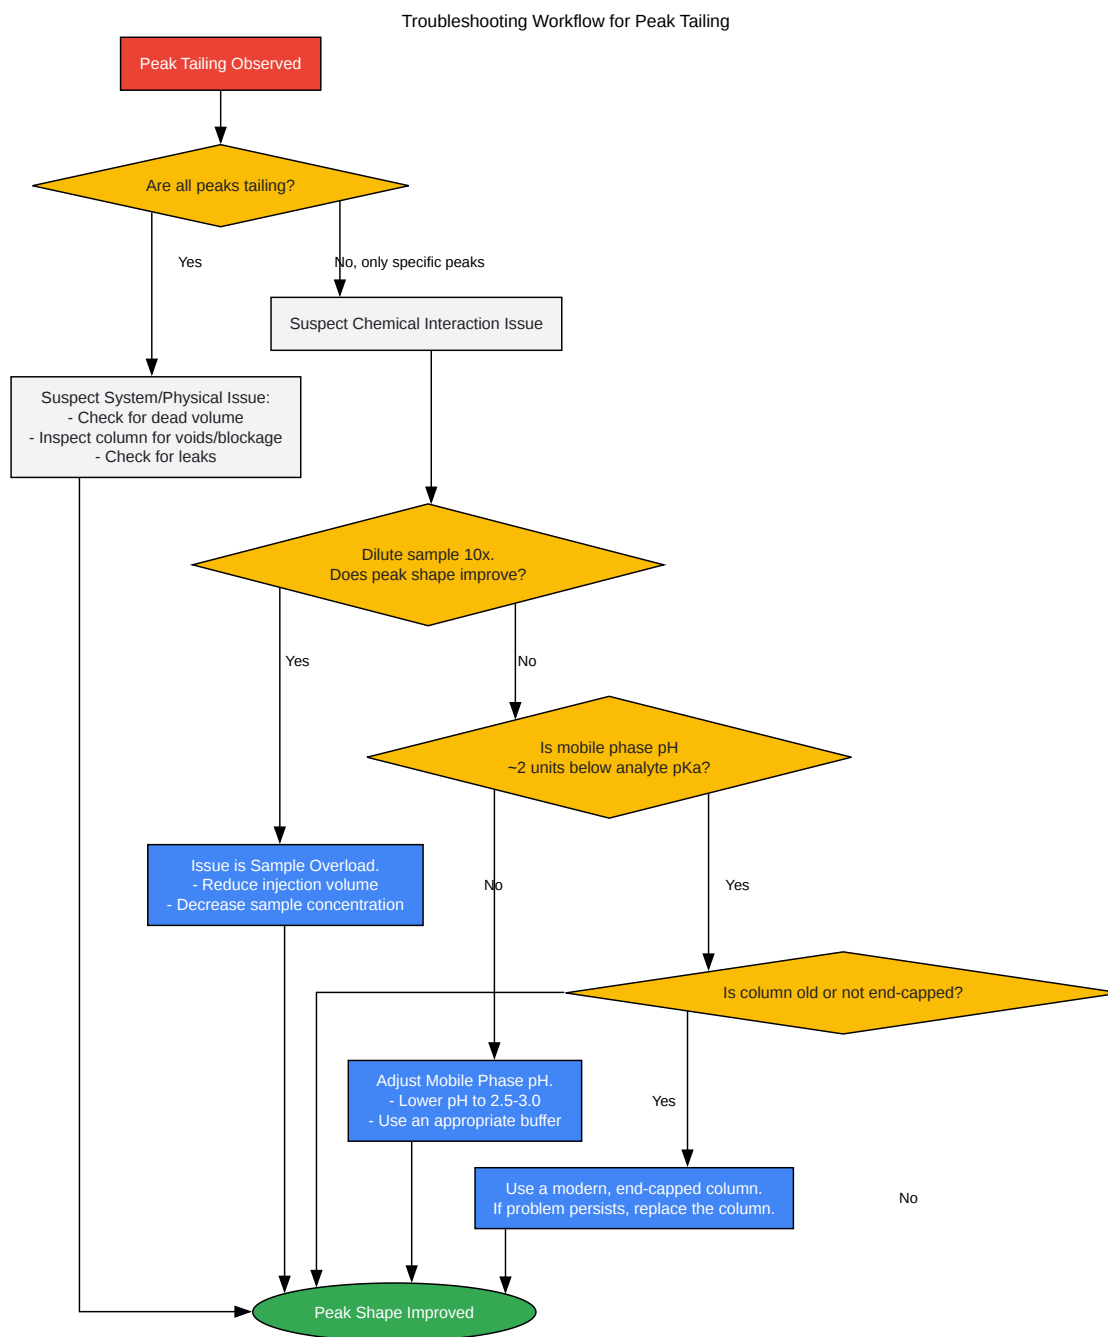 Troubleshooting Workflow for Peak Tailing
Peak Tailing Observed
Are all peaks tailing?
Yes
No, only specific peaks
Suspect Chemical Interaction Issue
Suspect System/Physical Issue:
- Check for dead volume
- Inspect column for voids/blockage
- Check for leaks
Dilute sample 10x.
Does peak shape improve?
Yes
No
Is mobile phase pH
~2 units below analyte pKa?
Issue is Sample Overload.
- Reduce injection volume
- Decrease sample concentration
No
Yes
Is column old or not end-capped?
Adjust Mobile Phase pH.
- Lower pH to 2.5-3.0
- Use an appropriate buffer
Yes
Use a modern, end-capped column.
If problem persists, replace the column.
No
Peak Shape Improved